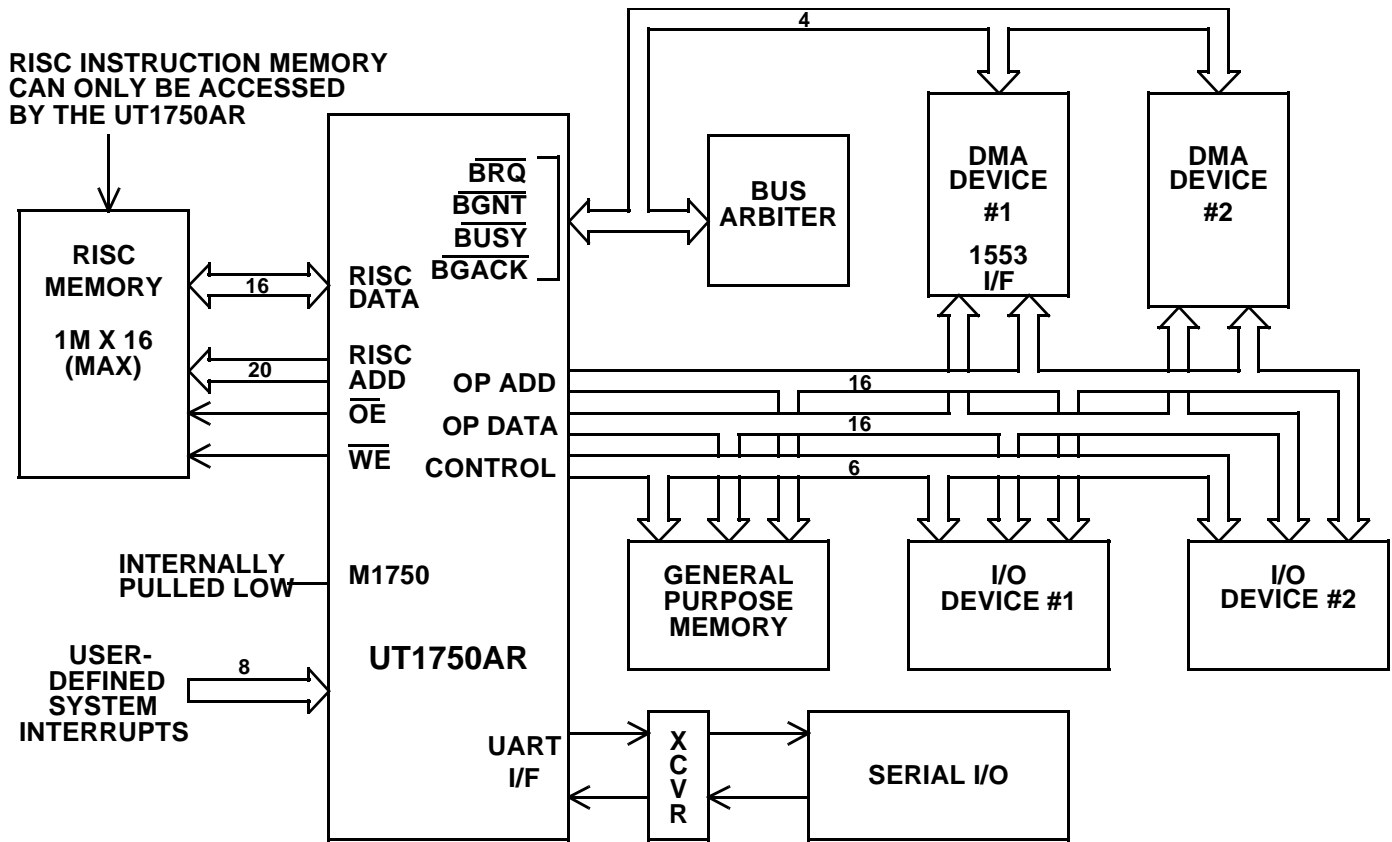 4
RISC INSTRUCTION MEMORY
CAN ONLY BE ACCESSED
BY THE UT1750AR
BRQ
BGNT
BUSY
BGACK
BUS
ARBITER
DMA
DEVICE
#1
1553
I/F
DMA
DEVICE
#2
RISC
MEMORY
1M X 16
(MAX)
16
RISC
DATA
20
RISC
ADD
OE
WE
OP ADD
16
OP DATA
16
CONTROL
6
INTERNALLY
PULLED LOW
M1750
GENERAL
PURPOSE
MEMORY
I/O
DEVICE #1
I/O
DEVICE #2
USER-
DEFINED
SYSTEM
INTERRUPTS
8
UT1750AR
UART
I/F
X
C
V
R
SERIAL I/O